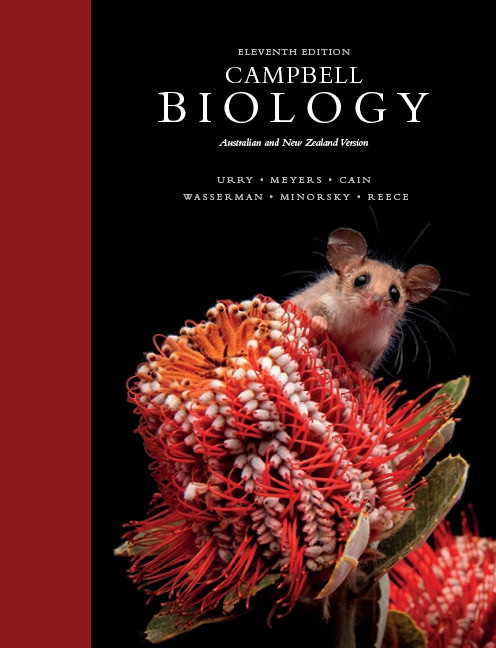 ELEVENTH EDITION
CAMPBELL
BIOLOGY
Australian and New Zealand Version
URRY • MEYERS • CAIN
WASSERMAN • MINORSKY • REECE